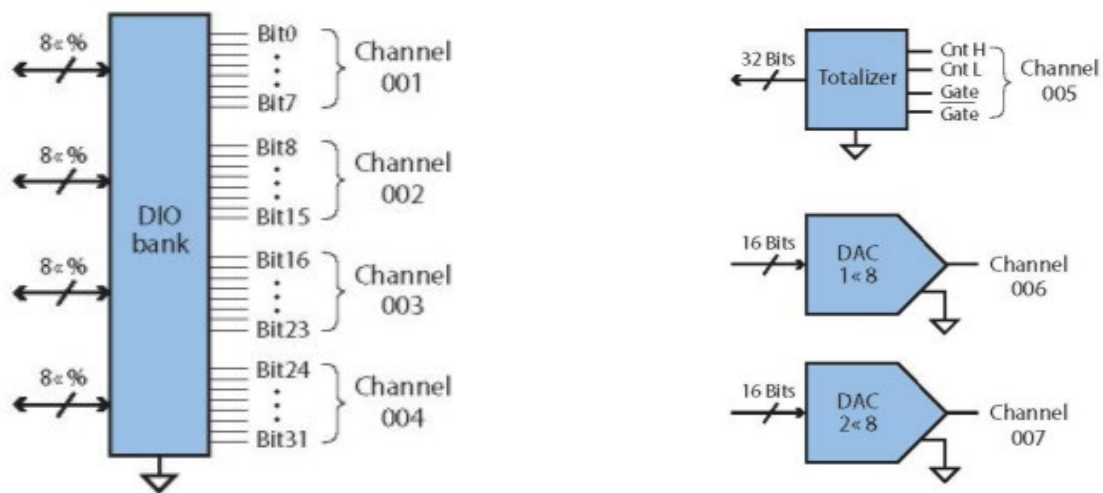 8«%
Bit0
Bit7
Channel
001
8«%
Bit8
Bit15
Channel
002
DIO
bank
8«%
Bit16
Bit23
Channel
003
8«%
Bit24
Bit31
Channel
004
32 Bits
Totalizer
Cnt H
Cnt L
Gate
Gate
Channel
005
16 Bits
DAC
1«8
Channel
006
16 Bits
DAC
2«8
Channel
007